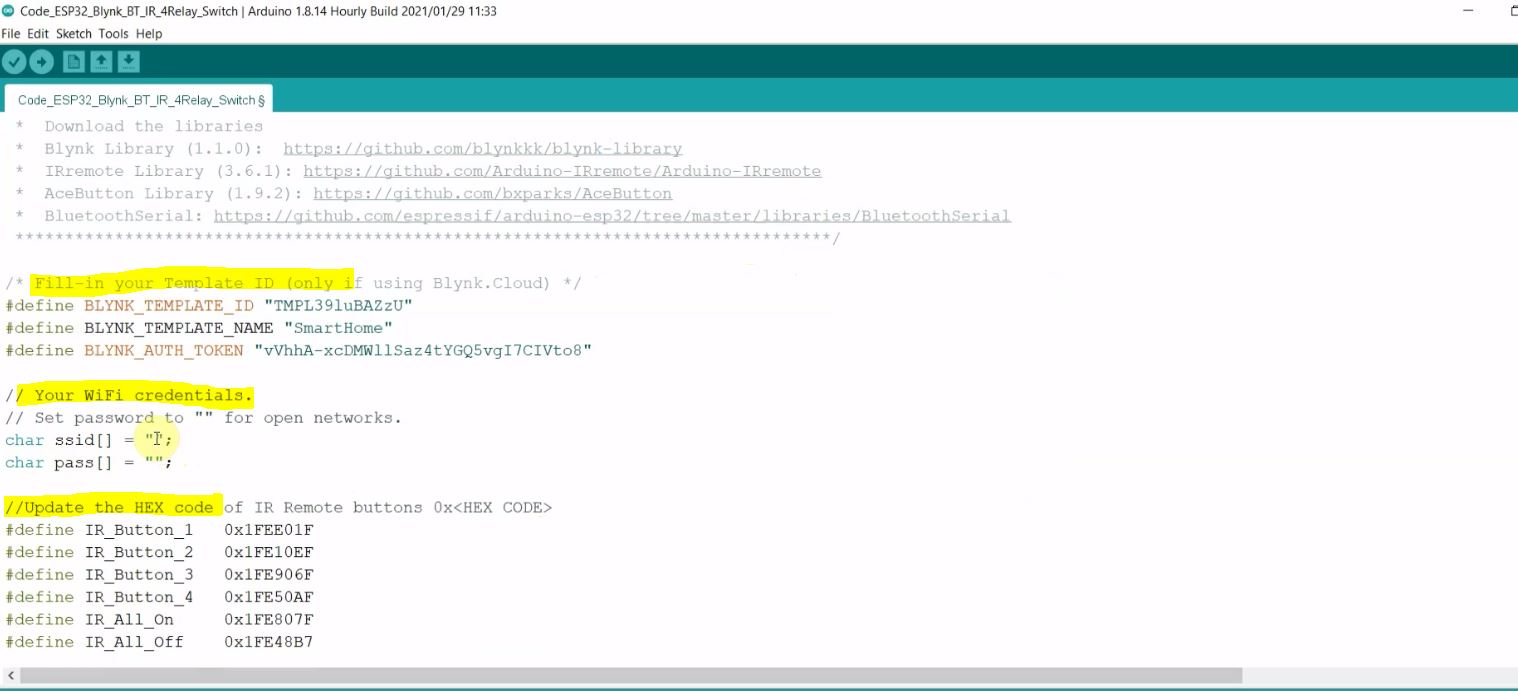 Code_ESP32_Blynk_BT_IR_4Relay_Switch | Arduino 1.8.14 Hourly Build 2021/01/29 11:33
File Edit Sketch Tools Help
Code_ESP32_Blynk_BT_IR_4Relay_Switch §
* Download the libraries
* Blynk Library (1.1.0): https://github.com/blynkkk/blynk-library
* IRremote Library (3.6.1): https://github.com/Arduino-IRremote/Arduino-IRremote
* AceButton Library (1.9.2): https://github.com/bxparks/AceButton
* BluetoothSerial: https://github.com/espressif/arduino-esp32/tree/master/libraries/BluetoothSerial
**********************************************************************************/
/* Fill-in your Template ID (only if using Blynk.Cloud) */
#define BLYNK_TEMPLATE_ID "TMPL39luBAZzU"
#define BLYNK_TEMPLATE_NAME "SmartHome"
#define BLYNK_AUTH_TOKEN "vVhhA-xcDMWllSaz4tYGQ5vgI7CIVto8"
// Your WiFi credentials.
// Set password to "" for open networks.
char ssid[] = "";
char pass[] = "";
//Update the HEX code of IR Remote buttons 0x<HEX CODE>
#define IR_Button_1 0x1FEE01F
#define IR_Button_2 0x1FE10EF
#define IR_Button_3 0x1FE906F
#define IR_Button_4 0x1FE50AF
#define IR_All_On 0x1FE807F
#define IR_All_Off 0x1FE48B7